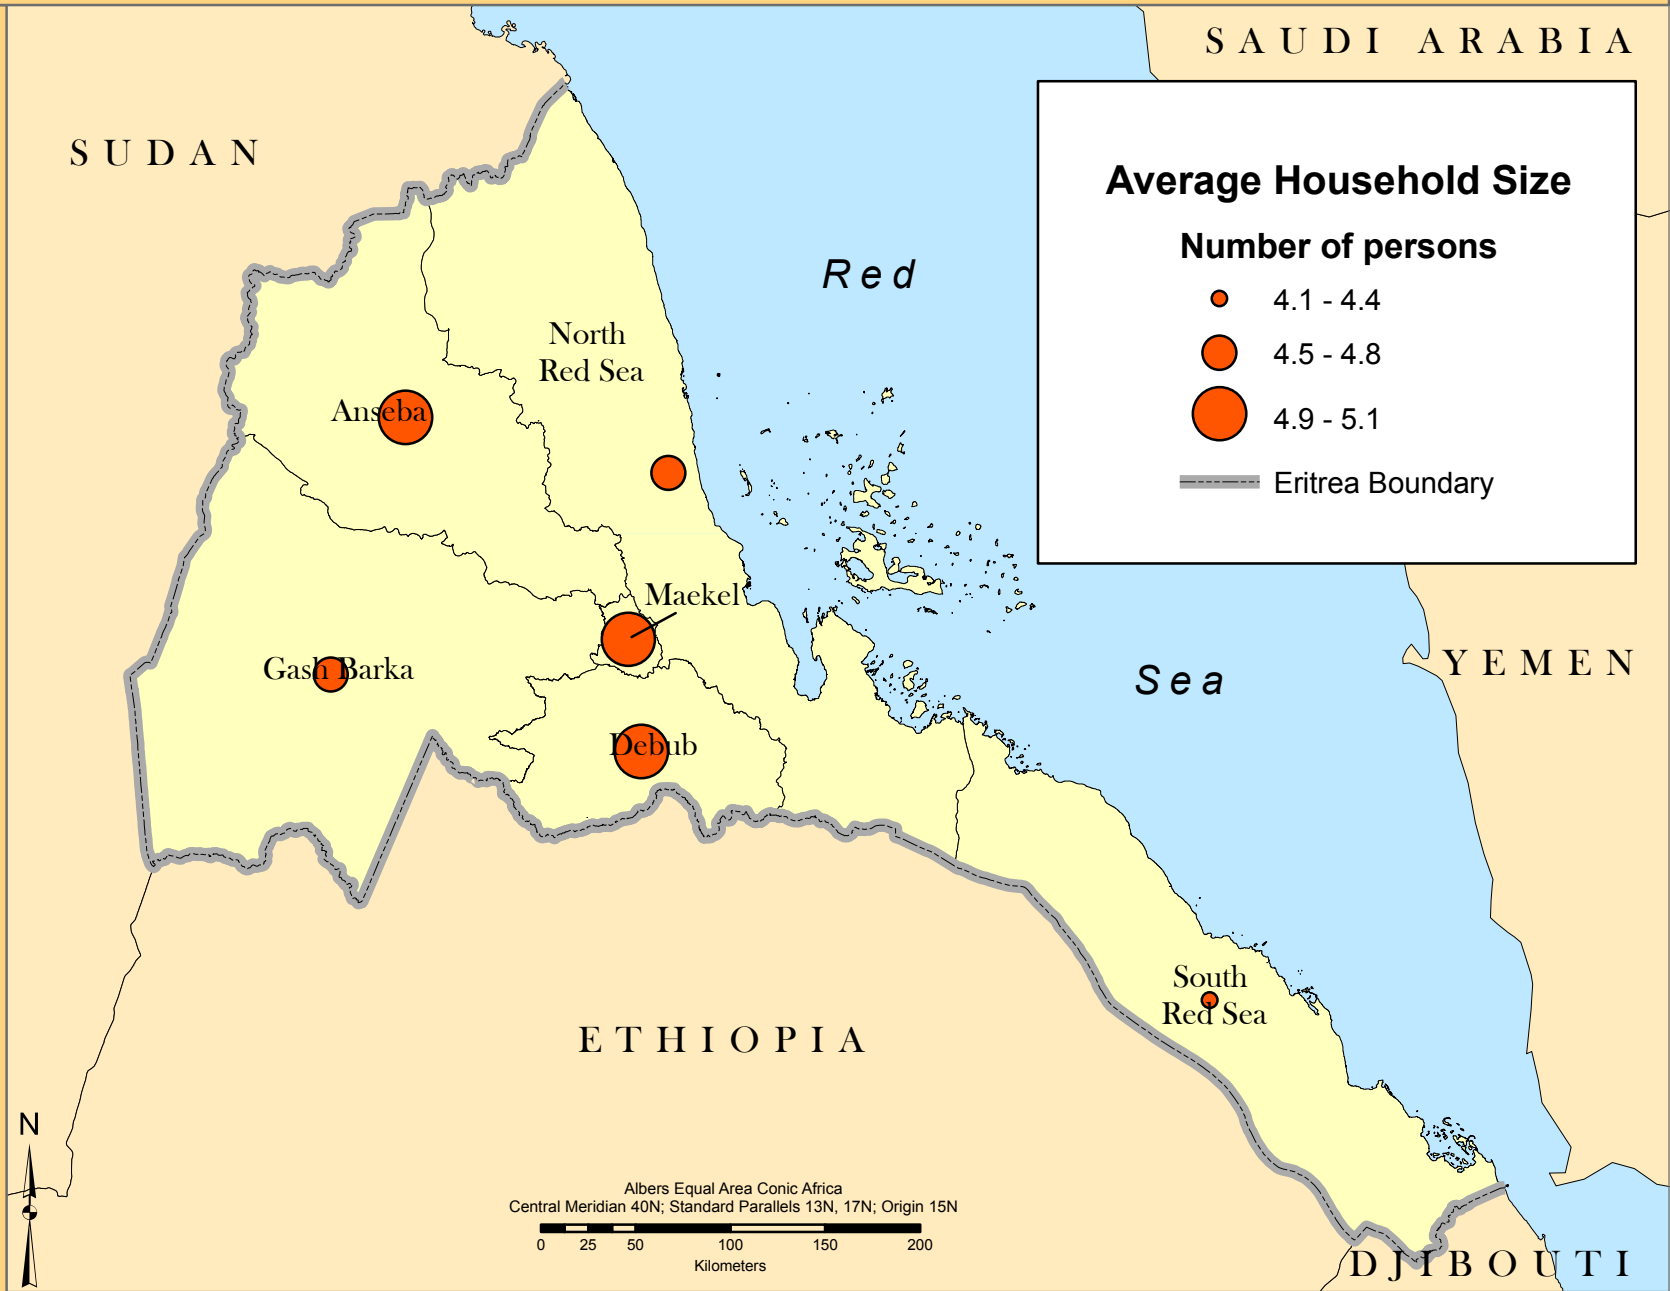 SAUDI ARABIA
SUDAN
Average Household Size
Number of persons
4.1 - 4.4
4.5 - 4.8
4.9 - 5.1
Eritrea Boundary
Red
North
Red Sea
Anseba
Maekel
Gash Barka
Sea
YEMEN
Debub
South
Red Sea
ETHIOPIA
N
Albers Equal Area Conic Africa
Central Meridian 40N; Standard Parallels 13N, 17N; Origin 15N
0 25 50 100 150 200
Kilometers
DJIBOUTI